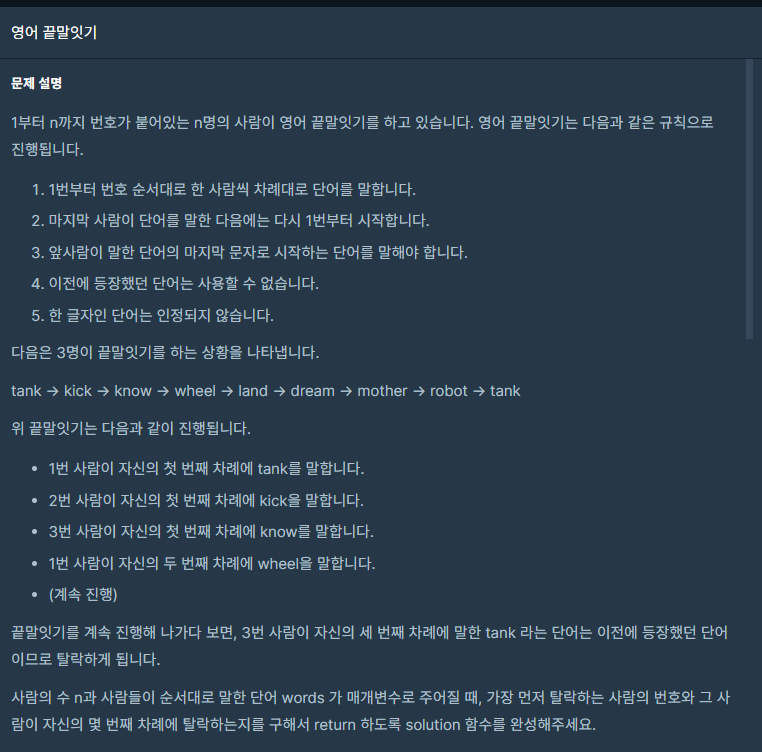 영어 끝말잇기
문제 설명
1부터 n까지 번호가 붙어있는 n명의 사람이 영어 끝말잇기를 하고 있습니다. 영어 끝말잇기는 다음과 같은 규칙으로
진행됩니다.
1. 1번부터 번호 순서대로 한 사람씩 차례대로 단어를 말합니다.
2. 마지막 사람이 단어를 말한 다음에는 다시 1번부터 시작합니다.
3. 앞사람이 말한 단어의 마지막 문자로 시작하는 단어를 말해야 합니다.
4. 이전에 등장했던 단어는 사용할 수 없습니다.
5. 한 글자인 단어는 인정되지 않습니다.
다음은 3명이 끝말잇기를 하는 상황을 나타냅니다.
tank → kick → know → wheel → land → dream → mother → robot → tank
위 끝말잇기는 다음과 같이 진행됩니다.
• 1번 사람이 자신의 첫 번째 차례에 tank를 말합니다.
• 2번 사람이 자신의 첫 번째 차례에 kick을 말합니다.
• 3번 사람이 자신의 첫 번째 차례에 know를 말합니다.
• 1번 사람이 자신의 두 번째 차례에 wheel을 말합니다.
• (계속 진행)
끝말잇기를 계속 진행해 나가다 보면, 3번 사람이 자신의 세 번째 차례에 말한 tank 라는 단어는 이전에 등장했던 단어
이므로 탈락하게 됩니다.
사람의 수 n과 사람들이 순서대로 말한 단어 words 가 매개변수로 주어질 때, 가장 먼저 탈락하는 사람의 번호와 그 사
람이 자신의 몇 번째 차례에 탈락하는지를 구해서 return 하도록 solution 함수를 완성해주세요.